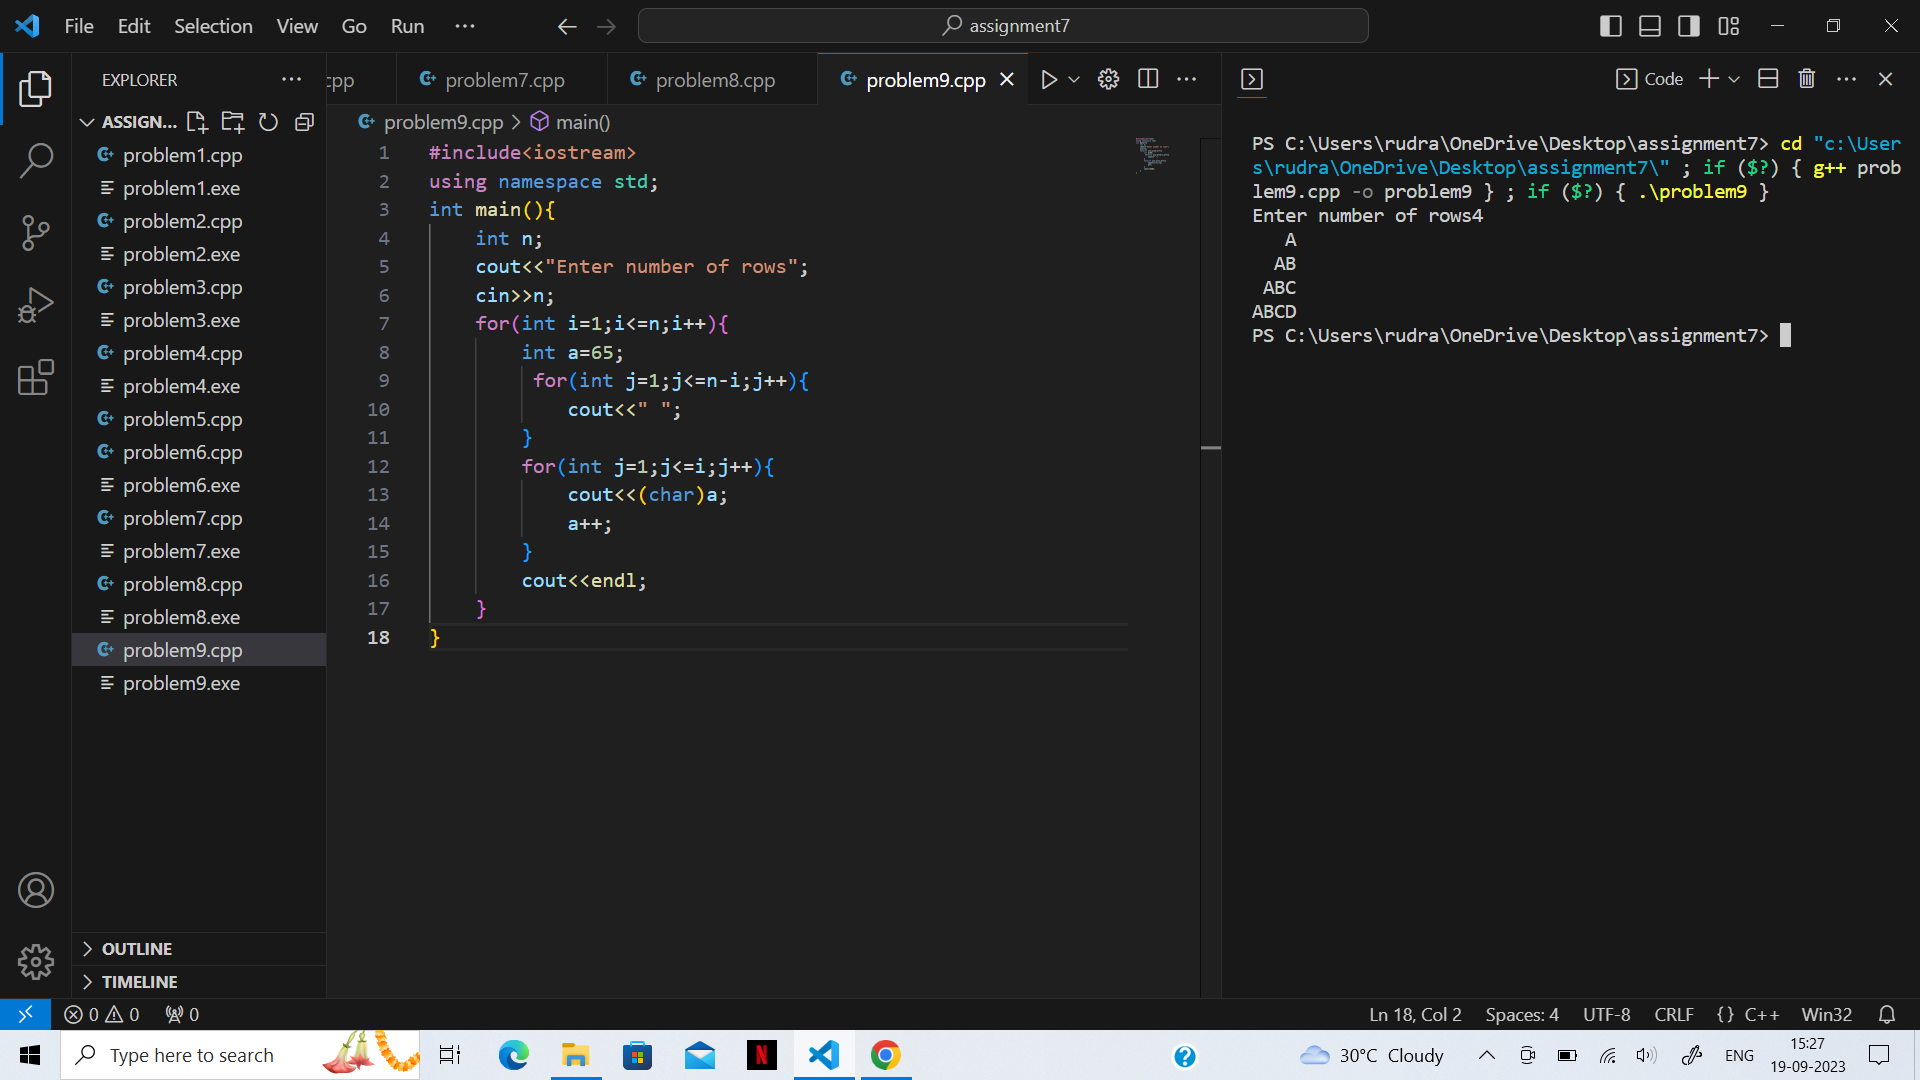 File Edit Selection View Go Run ··· assignment7
EXPLORER ···
ASSIGN...
problem1.cpp
problem1.exe
problem2.cpp
problem2.exe
problem3.cpp
problem3.exe
problem4.cpp
problem4.exe
problem5.cpp
problem6.cpp
problem6.exe
problem7.cpp
problem7.exe
problem8.cpp
problem8.exe
problem9.cpp
problem9.exe
OUTLINE
TIMELINE
cpp problem7.cpp problem8.cpp problem9.cpp
problem9.cpp > main()
1 #include<iostream>
2 using namespace std;
3 int main(){
4     int n;
5     cout<<"Enter number of rows";
6     cin>>n;
7     for(int i=1;i<=n;i++){
8         int a=65;
9          for(int j=1;j<=n-i;j++){
10             cout<<" ";
11         }
12         for(int j=1;j<=i;j++){
13             cout<<(char)a;
14             a++;
15         }
16         cout<<endl;
17     }
18 }
Code
PS C:\Users\rudra\OneDrive\Desktop\assignment7> cd "c:\User
s\rudra\OneDrive\Desktop\assignment7\" ; if ($?) { g++ prob
lem9.cpp -o problem9 } ; if ($?) { .\problem9 }
Enter number of rows4
   A
  AB
 ABC
ABCD
PS C:\Users\rudra\OneDrive\Desktop\assignment7>
0 0 0 Ln 18, Col 2 Spaces: 4 UTF-8 CRLF {} C++ Win32
Type here to search N 30°C Cloudy ENG 15:27
19-09-2023